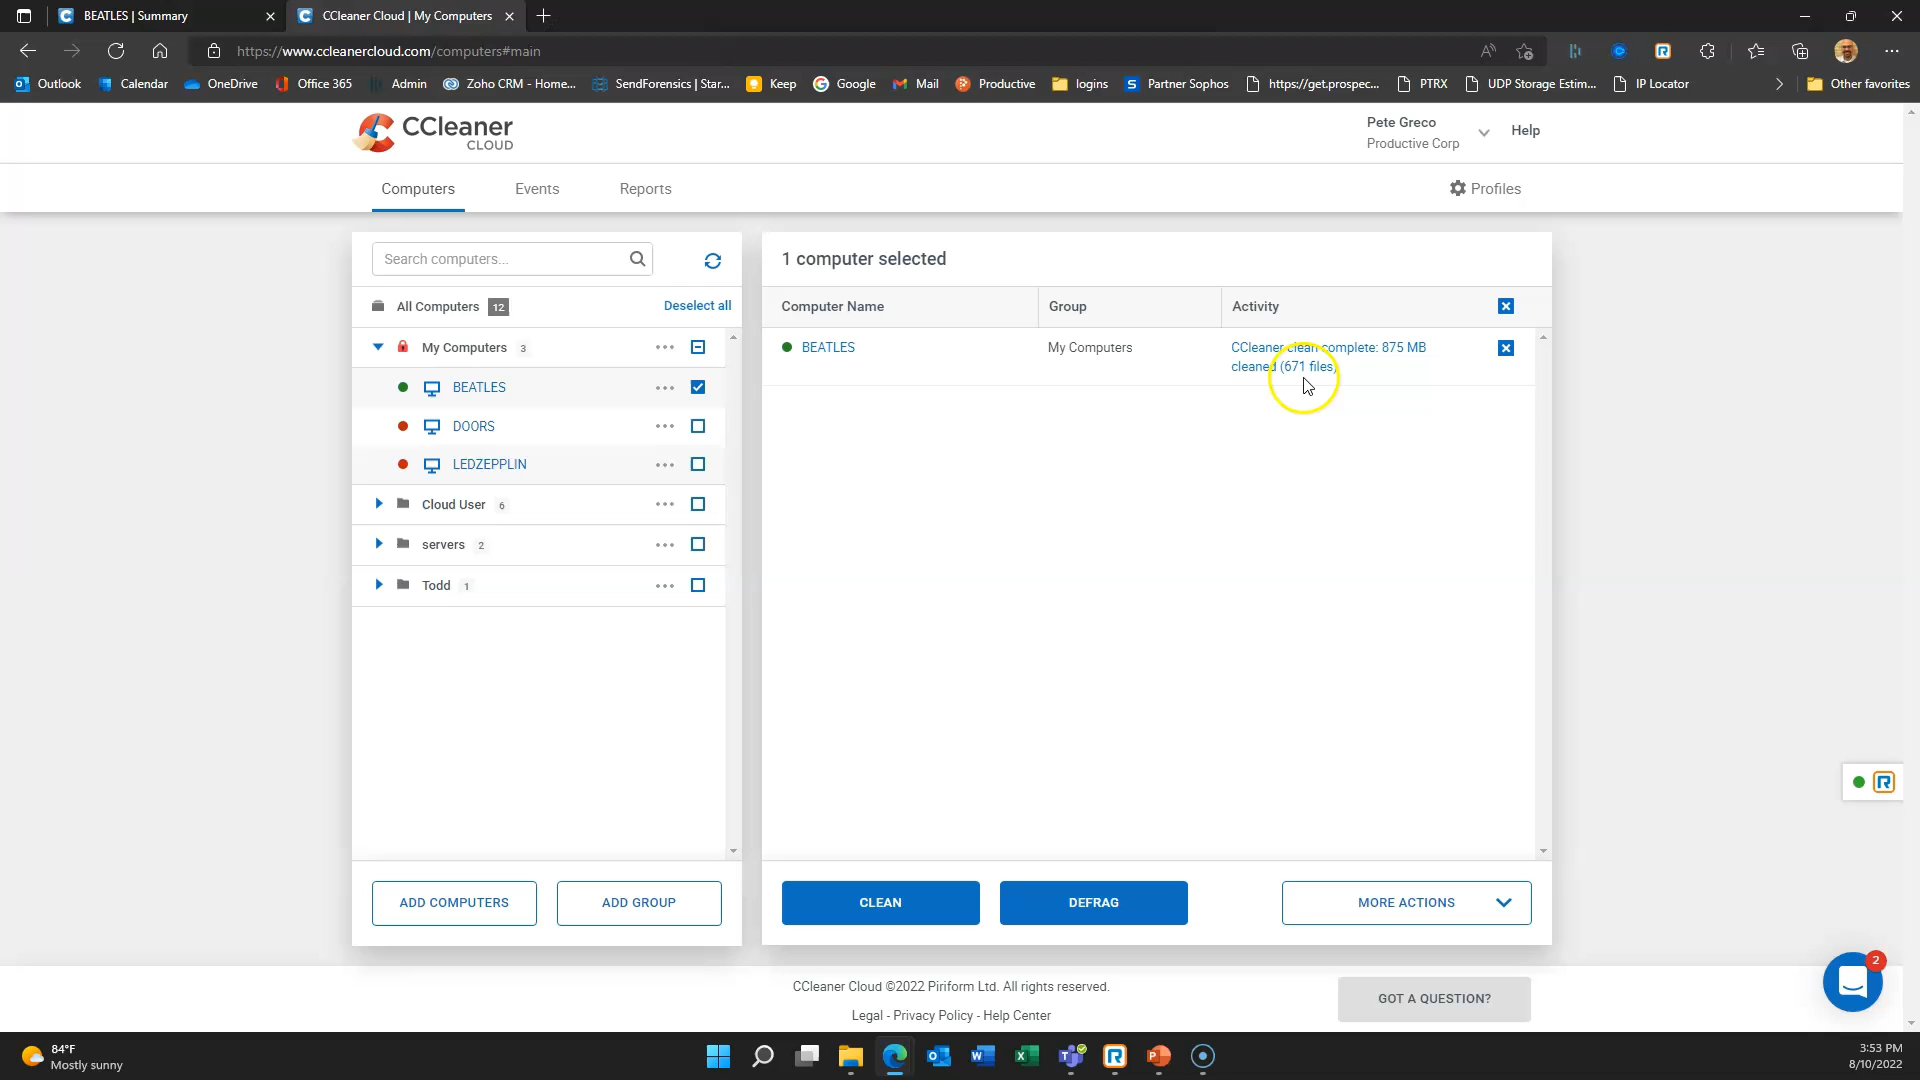 BEATLES | Summary
CCleaner Cloud | My Computers
https://www.ccleanercloud.com/computers#main
Outlook
Calendar
OneDrive
Office 365
Admin
Zoho CRM - Home...
SendForensics | Star...
Keep
Google
Mail
Productive
logins
Partner Sophos
https://get.prospec...
PTRX
UDP Storage Estim...
IP Locator
Other favorites
CCleaner
CLOUD
Pete Greco
Productive Corp
Help
Computers
Events
Reports
Profiles
Search computers...
All Computers 12
Deselect all
My Computers 3
BEATLES
DOORS
LEDZEPPLIN
Cloud User 6
servers 2
Todd 1
ADD COMPUTERS
ADD GROUP
1 computer selected
Computer Name
Group
Activity
BEATLES
My Computers
CCleaner clean complete: 875 MB
cleaned (671 files)
CLEAN
DEFRAG
MORE ACTIONS
CCleaner Cloud ©2022 Piriform Ltd. All rights reserved.
Legal - Privacy Policy - Help Center
GOT A QUESTION?
2
84°F
Mostly sunny
3:53 PM
8/10/2022